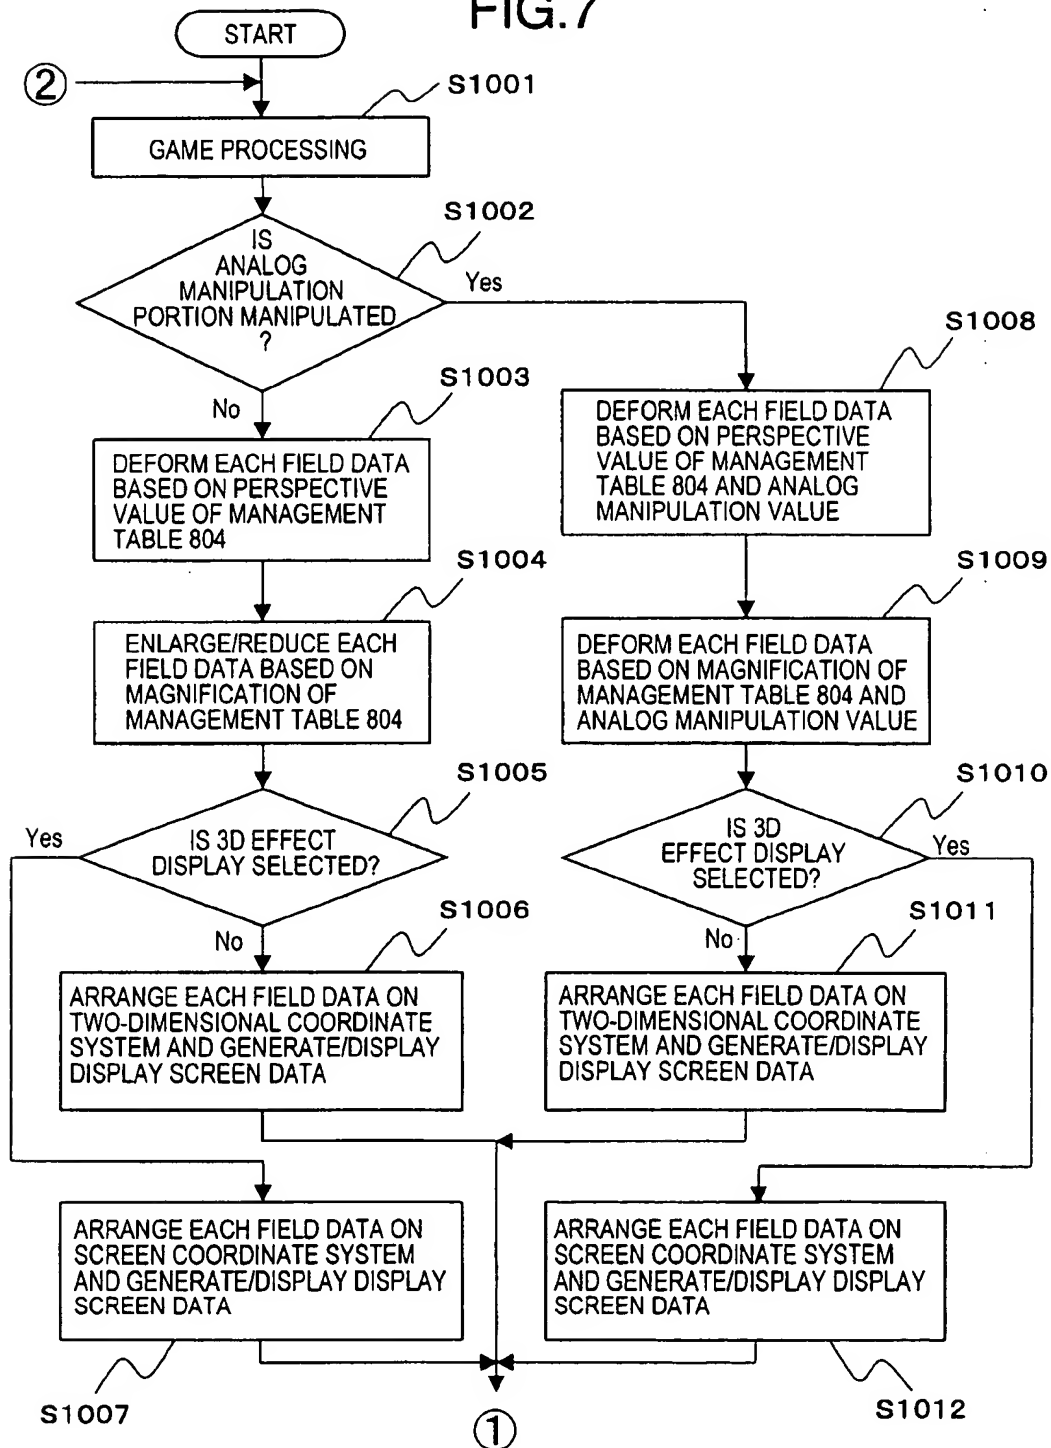 FIG.7
START
②
S1001
GAME PROCESSING
S1002
IS
ANALOG
MANIPULATION
PORTION MANIPULATED
?
Yes
No
S1003
DEFORM EACH FIELD DATA
BASED ON PERSPECTIVE
VALUE OF MANAGEMENT
TABLE 804
S1008
DEFORM EACH FIELD DATA
BASED ON PERSPECTIVE
VALUE OF MANAGEMENT
TABLE 804 AND ANALOG
MANIPULATION VALUE
S1004
ENLARGE/REDUCE EACH
FIELD DATA BASED ON
MAGNIFICATION OF
MANAGEMENT TABLE 804
S1009
DEFORM EACH FIELD DATA
BASED ON MAGNIFICATION OF
MANAGEMENT TABLE 804 AND
ANALOG MANIPULATION VALUE
S1005
Yes
IS 3D EFFECT
DISPLAY SELECTED?
No
S1010
IS 3D
EFFECT DISPLAY
SELECTED?
Yes
No
S1006
ARRANGE EACH FIELD DATA ON
TWO-DIMENSIONAL COORDINATE
SYSTEM AND GENERATE/DISPLAY
DISPLAY SCREEN DATA
S1011
ARRANGE EACH FIELD DATA ON
TWO-DIMENSIONAL COORDINATE
SYSTEM AND GENERATE/DISPLAY
DISPLAY SCREEN DATA
ARRANGE EACH FIELD DATA ON
SCREEN COORDINATE SYSTEM
AND GENERATE/DISPLAY DISPLAY
SCREEN DATA
S1007
ARRANGE EACH FIELD DATA ON
SCREEN COORDINATE SYSTEM
AND GENERATE/DISPLAY DISPLAY
SCREEN DATA
S1012
①